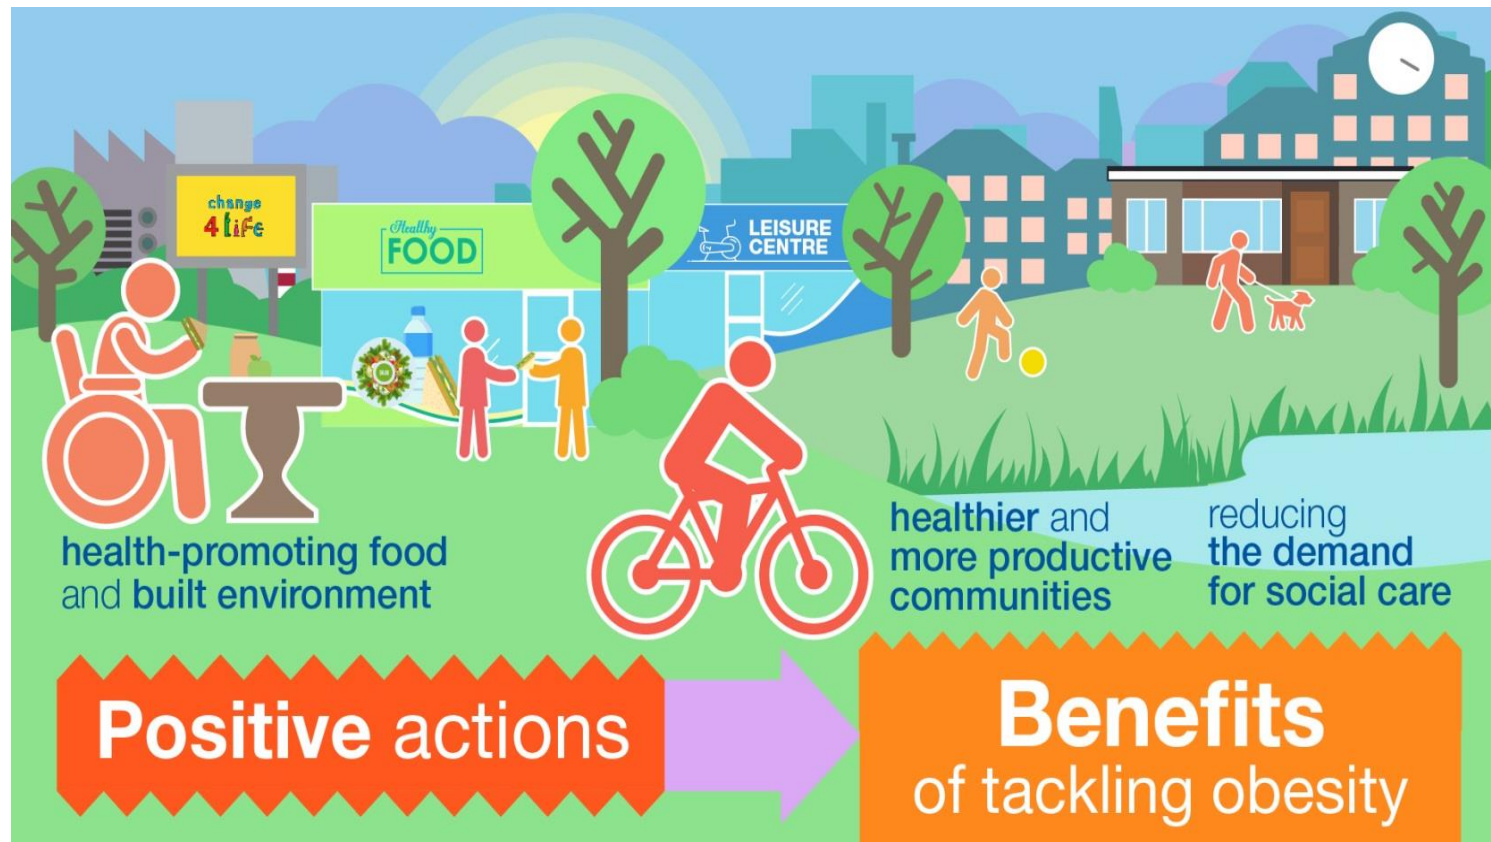 change
4 Life
Healthy
FOOD
LEISURE
CENTRE
health-promoting food
and built environment
healthier and
more productive
communities
reducing
the demand
for social care
Positive actions
Benefits
of tackling obesity